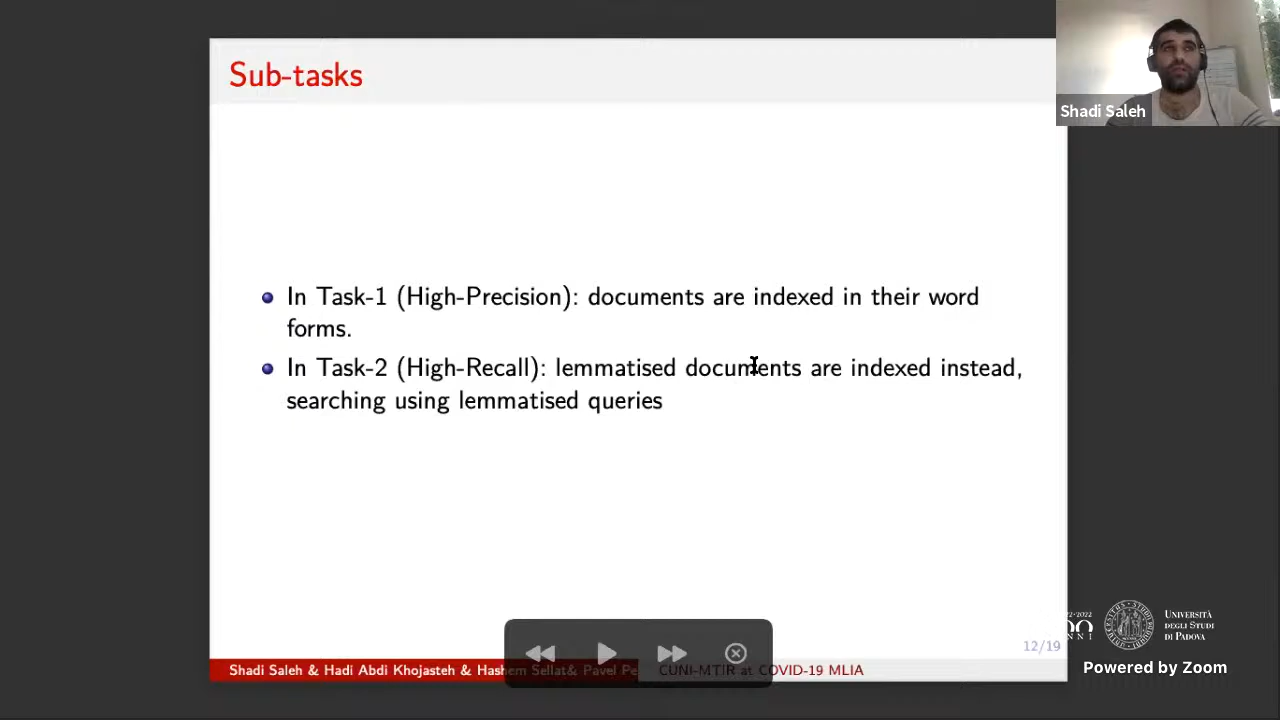 Sub-tasks
Shadi Saleh
In Task-1 (High-Precision): documents are indexed in their word
forms.
In Task-2 (High-Recall): lemmatised documents are indexed instead,
searching using lemmatised queries
UNIVERSITÀ
DEGLI STUDI
DI PADOVA
12/19
Shadi Saleh & Hadi Abdi Khojasteh & Hashem Sellat& Pavel Pe
CUNI-MTIR at COVID-19 MLIA
Powered by Zoom